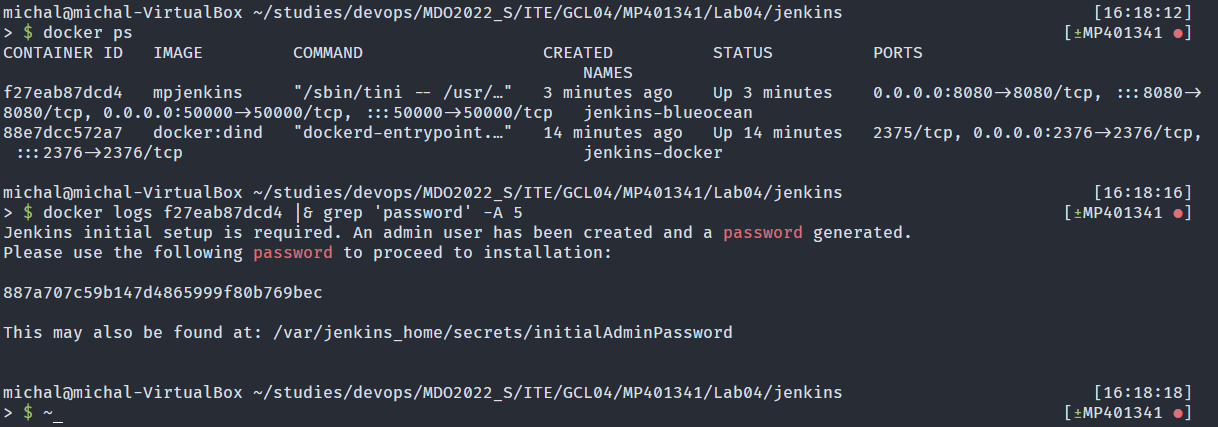 michal@michal-VirtualBox ~/studies/devops/MDO2022_S/ITE/GCL04/MP401341/Lab04/jenkins [16:18:12]
> $ docker ps [±MP401341 ●]
CONTAINER ID IMAGE COMMAND CREATED STATUS PORTS
NAMES
f27eab87dcd4 mpjenkins "/sbin/tini -- /usr/…" 3 minutes ago Up 3 minutes 0.0.0.0:8080->8080/tcp, :::8080->
8080/tcp, 0.0.0.0:50000->50000/tcp, :::50000->50000/tcp jenkins-blueocean
88e7dcc572a7 docker:dind "dockerd-entrypoint.…" 14 minutes ago Up 14 minutes 2375/tcp, 0.0.0.0:2376->2376/tcp,
:::2376->2376/tcp jenkins-docker
michal@michal-VirtualBox ~/studies/devops/MDO2022_S/ITE/GCL04/MP401341/Lab04/jenkins [16:18:16]
> $ docker logs f27eab87dcd4 |& grep 'password' -A 5 [±MP401341 ●]
Jenkins initial setup is required. An admin user has been created and a password generated.
Please use the following password to proceed to installation:
887a707c59b147d4865999f80b769bec
This may also be found at: /var/jenkins_home/secrets/initialAdminPassword
michal@michal-VirtualBox ~/studies/devops/MDO2022_S/ITE/GCL04/MP401341/Lab04/jenkins [16:18:18]
> $ ~_ [±MP401341 ●]